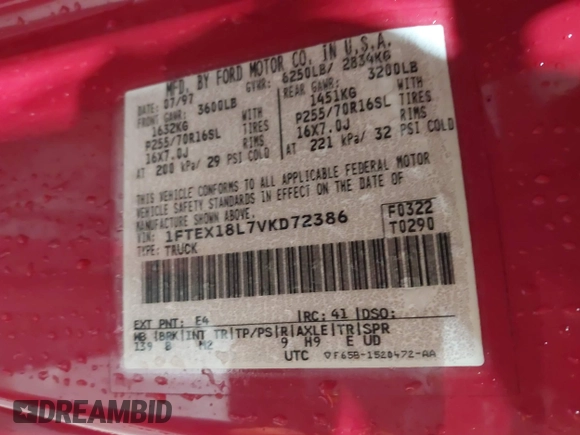 MFD. BY FORD MOTOR CO. IN U.S.A.
DATE: 07/97 GVWR: 6250LB/ 2834KG
FRONT GAWR: 3600LB REAR GAWR: 3200LB
1632KG WITH 1451KG WITH
P255/70R16SL TIRES P255/70R16SL TIRES
16X7.0J RIMS 16X7.0J RIMS
AT 200 kPa/ 29 PSI COLD AT 221 kPa/ 32 PSI COLD
THIS VEHICLE CONFORMS TO ALL APPLICABLE FEDERAL MOTOR
VEHICLE SAFETY STANDARDS IN EFFECT ON THE DATE OF
MANUFACTURE SHOWN ABOVE.
VIN: 1FTEX18L7VKD72386 F0322
TYPE: TRUCK T0290
EXT PNT: E4 RC: 41 DSO:
WB BRK INT TR TP/PS R AXLE TR SPR
139 B M2 9 H9 E UD
UTC F65B-1520472-AA
DREAMBID